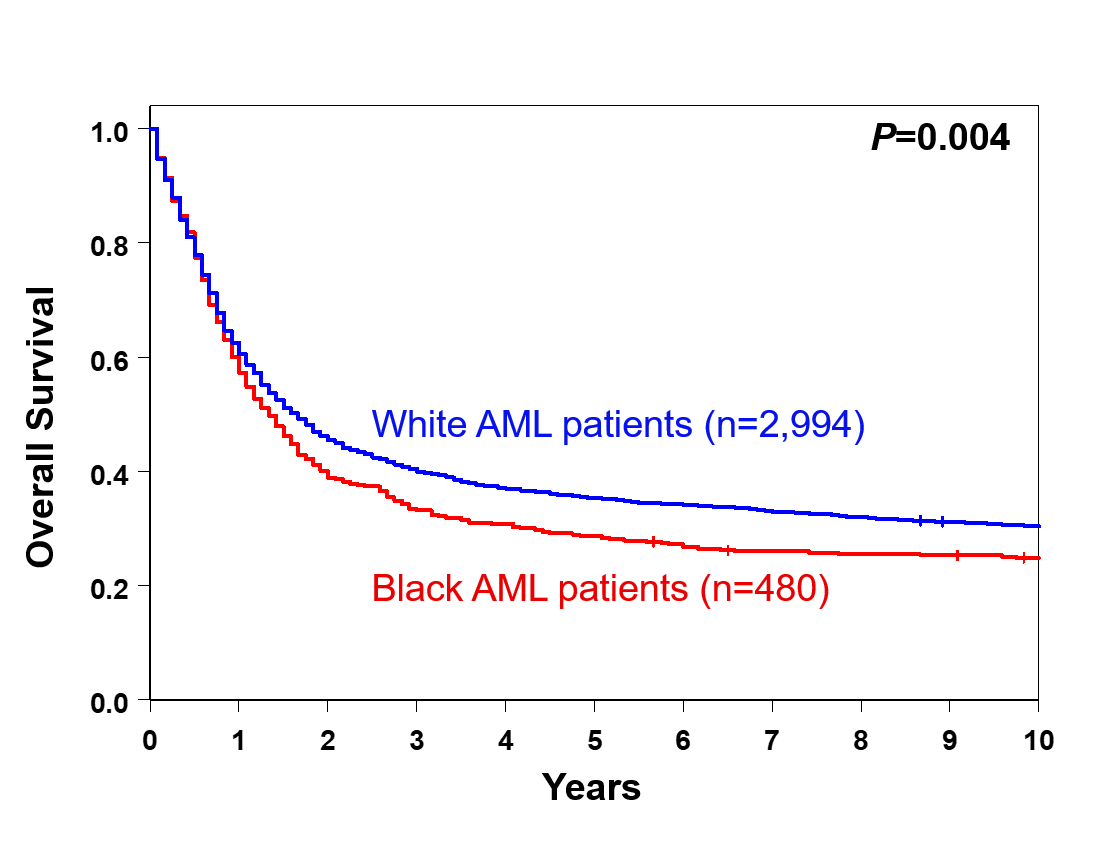 P=0.004
1.0
0.8
0.6
0.4
0.2
0.0
Overall Survival
White AML patients (n=2,994)
Black AML patients (n=480)
0 1 2 3 4 5 6 7 8 9 10
Years